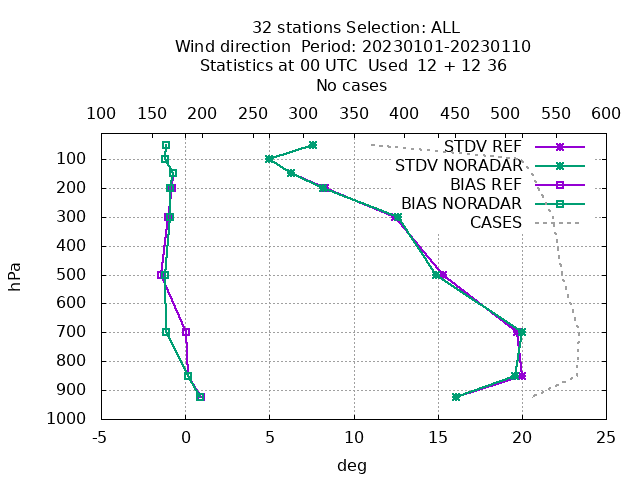 32 stations Selection: ALL
Wind direction  Period: 20230101-20230110
Statistics at 00 UTC  Used  12 + 12 36
No cases
100 150 200 250 300 350 400 450 500 550 600
STDV REF
STDV NORADAR
BIAS REF
BIAS NORADAR
CASES
100
200
300
400
500
600
700
800
900
1000
hPa
-5 0 5 10 15 20 25
deg